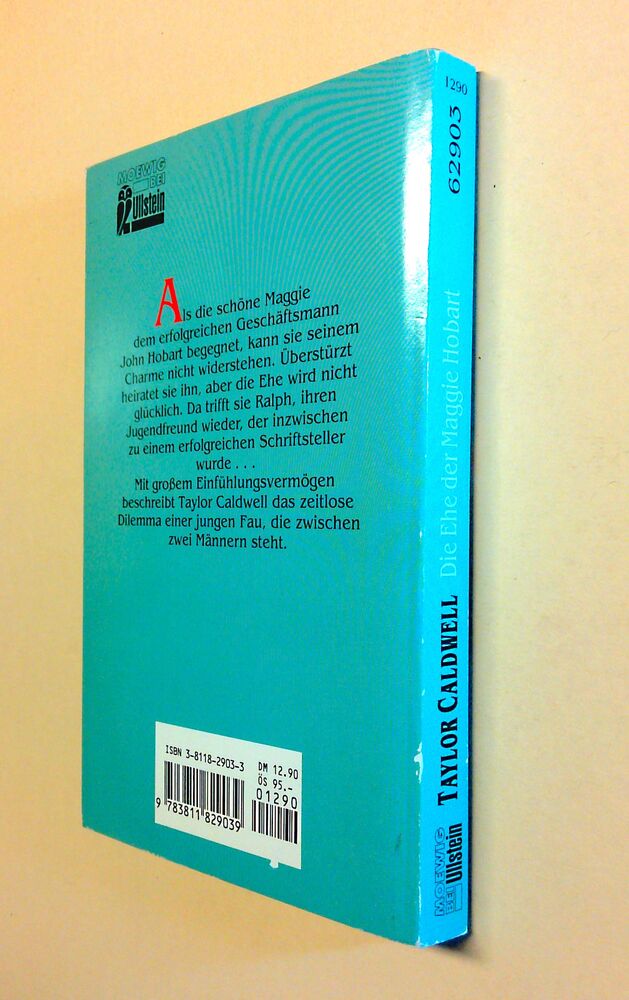 MOEWIG
BEI
Ullstein
Als die schöne Maggie
dem erfolgreichen Geschäftsmann
John Hobart begegnet, kann sie seinem
Charme nicht widerstehen. Überstürzt
heiratet sie ihn, aber die Ehe wird nicht
glücklich. Da trifft sie Ralph, ihren
Jugendfreund wieder, der inzwischen
zu einem erfolgreichen Schriftsteller
wurde . . .
Mit großem Einfühlungsvermögen
beschreibt Taylor Caldwell das zeitlose
Dilemma einer jungen Fau, die zwischen
zwei Männern steht.
ISBN 3-8118-2903-3
DM 12.90
ÖS 95.-
01290
9 783811 829039
MOEWIG
BEI
Ullstein
TAYLOR CALDWELL Die Ehe der Maggie Hobart
62903
1290